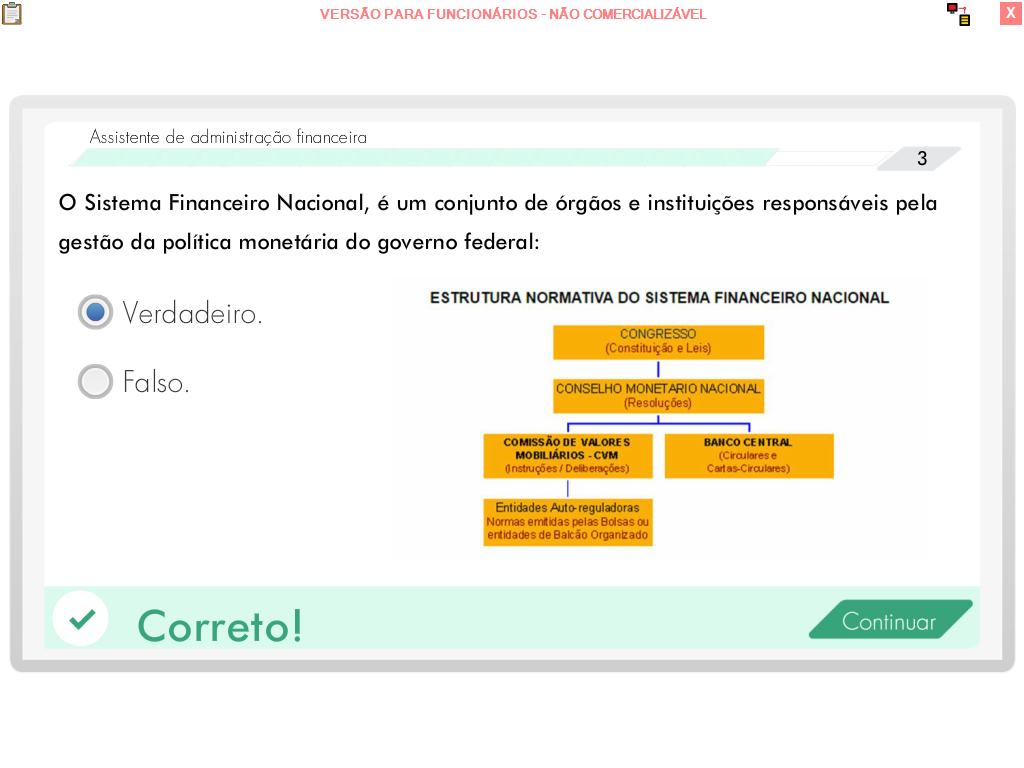 VERSÃO PARA FUNCIONÁRIOS - NÃO COMERCIALIZÁVEL
X
Assistente de administração financeira
3
O Sistema Financeiro Nacional, é um conjunto de órgãos e instituições responsáveis pela
gestão da política monetária do governo federal:
Verdadeiro.
Falso.
ESTRUTURA NORMATIVA DO SISTEMA FINANCEIRO NACIONAL
CONGRESSO
(Constituição e Leis)
CONSELHO MONETARIO NACIONAL
(Resoluções)
COMISSÃO DE VALORES
MOBILIÁRIOS - CVM
(Instruções / Deliberações)
BANCO CENTRAL
(Circulares e
Cartas-Circulares)
Entidades Auto-reguladoras
Normas emitidas pelas Bolsas ou
entidades de Balcão Organizado
Correto!
Continuar